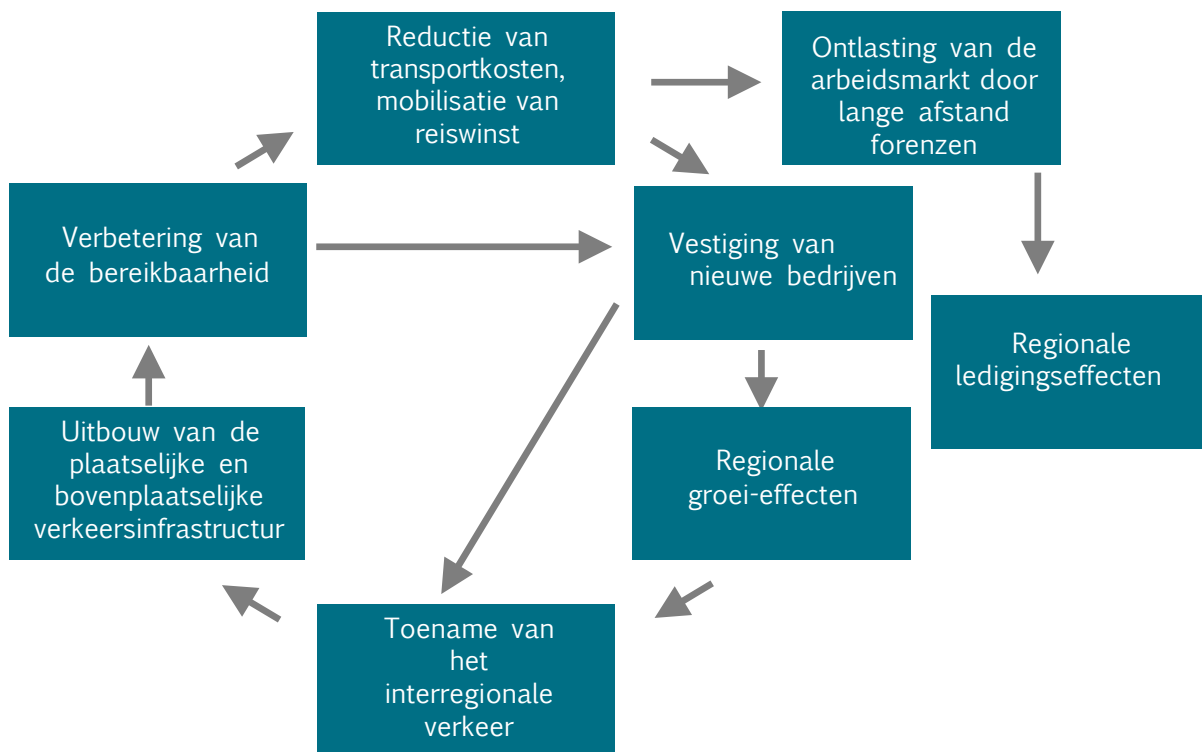 Reductie van
transportkosten,
mobilisatie van
reiswinst
Ontlasting van de
arbeidsmarkt door
lange afstand
forenzen
Verbetering van
de bereikbaarheid
Vestiging van
nieuwe bedrijven
Regionale
ledigingseffecten
Uitbouw van de
plaatselijke en
bovenplaatselijke
verkeersinfrastructur
Regionale
groei-effecten
Toename van
het
interregionale
verkeer